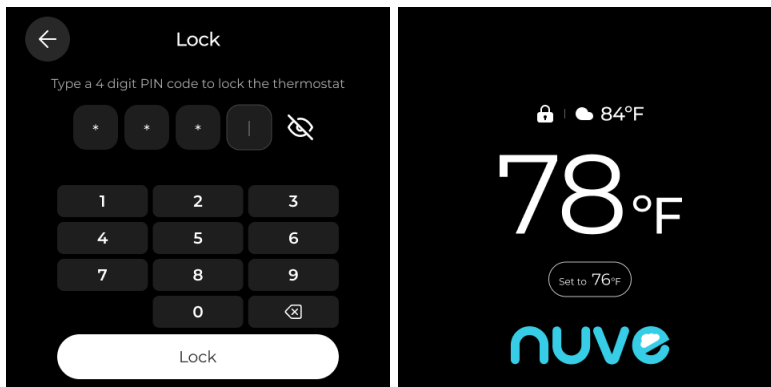 Lock
Type a 4 digit PIN code to lock the thermostat
* * * |
1 2 3
4 5 6
7 8 9
0
Lock
84°F
78°F
Set to 76°F
nuve